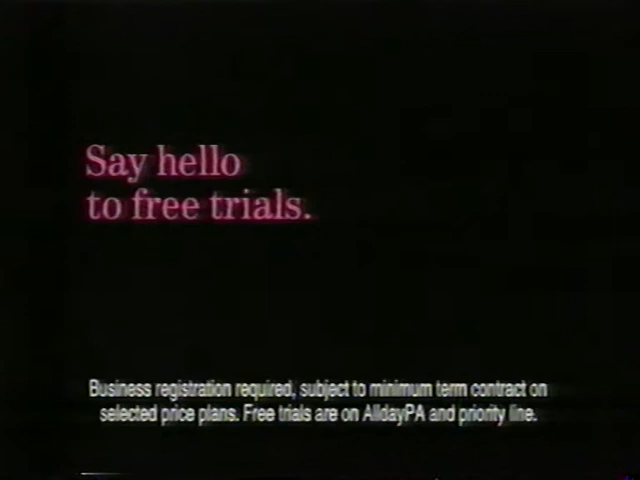 Say hello
to free trials.
Business registration required, subject to minimum term contract on
selected price plans. Free trials are on AlldayPA and priority line.